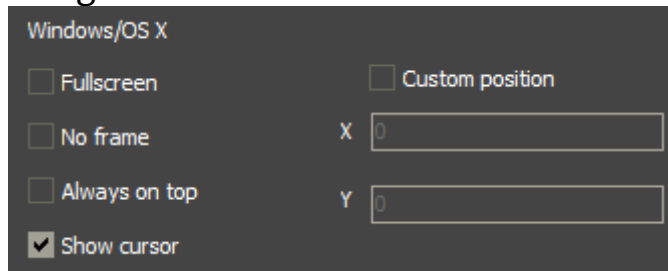 Windows/OS X
Fullscreen
Custom position
No frame
X 0
Always on top
Y 0
Show cursor